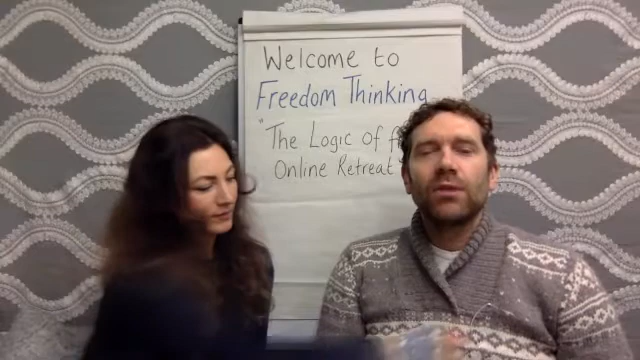 Welcome to
Freedom Thinking
"The Logic of
Online Retreat